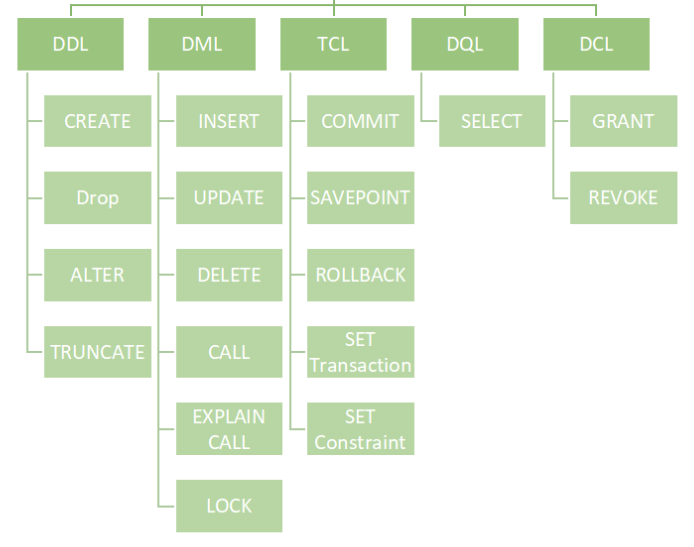 DDL
DML
TCL
DQL
DCL
CREATE
INSERT
COMMIT
SELECT
GRANT
Drop
UPDATE
SAVEPOINT
REVOKE
ALTER
DELETE
ROLLBACK
TRUNCATE
CALL
SET
Transaction
EXPLAIN
CALL
SET
Constraint
LOCK